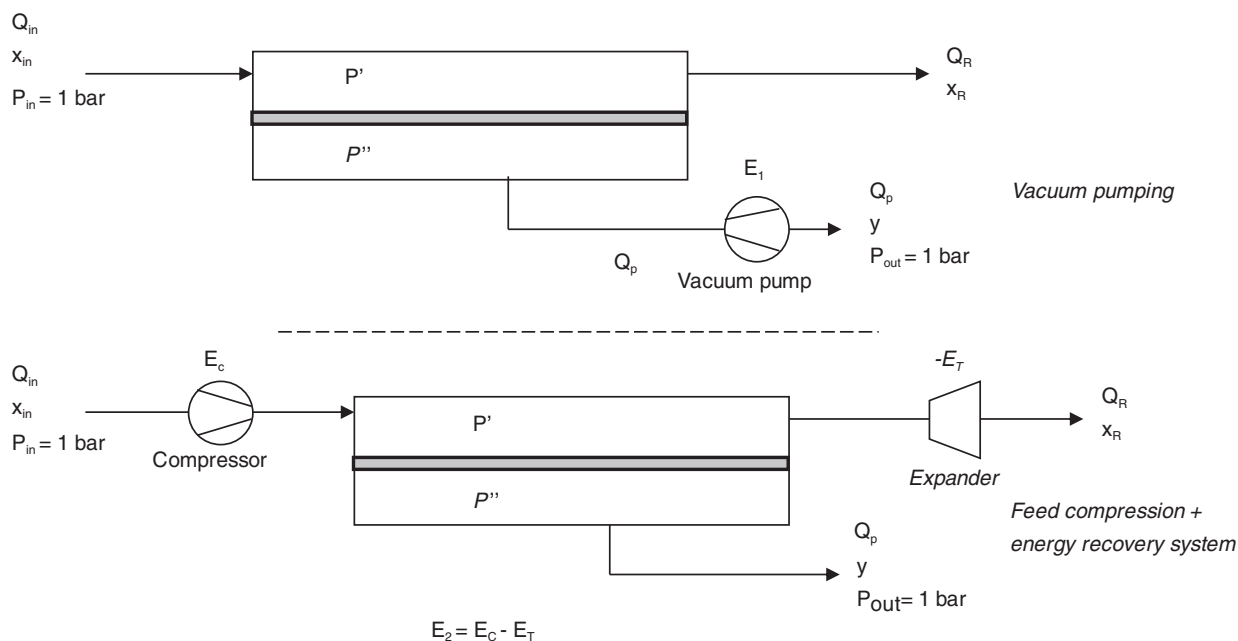 Q_in
x_in
P_in = 1 bar
P'
P''
Q_R
x_R
E_1
Q_p
y
P_out = 1 bar
Vacuum pumping
Q_p
Vacuum pump
E_c
Q_in
x_in
P_in = 1 bar
Compressor
P'
P''
-E_T
Q_R
x_R
Expander
Feed compression +
energy recovery system
Q_p
y
P_out = 1 bar
E_2 = E_C - E_T